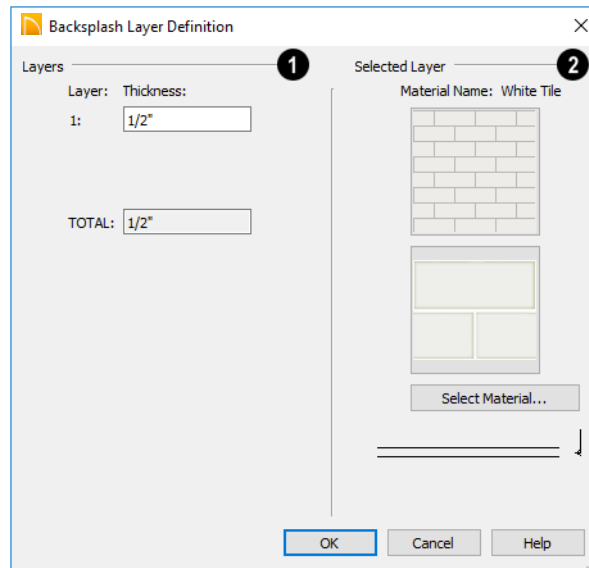 Backsplash Layer Definition
Layers 1
Layer: Thickness:
1: 1/2"
TOTAL: 1/2"
Selected Layer 2
Material Name: White Tile
Select Material...
OK Cancel Help